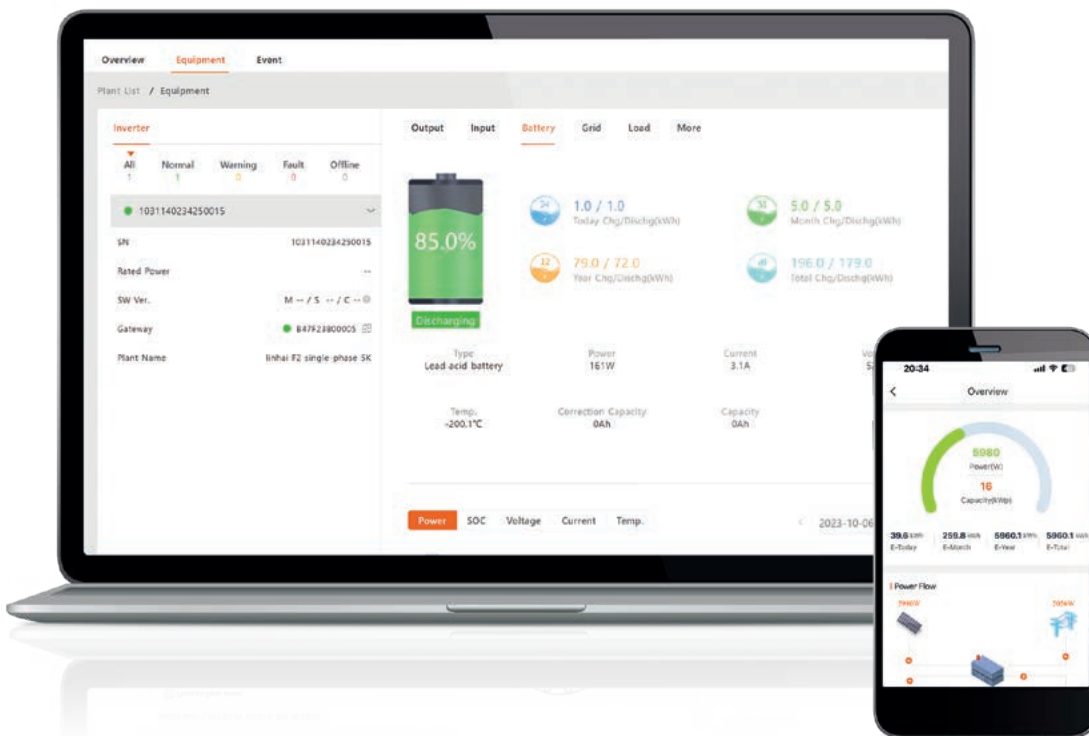 Overview Equipment Event
Plant List / Equipment
Inverter
All Normal Warning Fault Offline
1 1 0 0 0
1031140234250015
SN 1031140234250015
Rated Power --
SW Ver. M -- / S -- / C --
Gateway B47F23800005
Plant Name linhai F2 single-phase 5K
Output Input Battery Grid Load More
85.0%
Discharging
1.0 / 1.0
Today Chg/Dischg(kWh)
5.0 / 5.0
Month Chg/Dischg(kWh)
79.0 / 72.0
Year Chg/Dischg(kWh)
196.0 / 179.0
Total Chg/Dischg(kWh)
Type Power Current
Lead-acid battery 161W 3.1A
Temp. Correction Capacity Capacity
-200.1℃ 0Ah 0Ah
Power SOC Voltage Current Temp.
2023-10-06
20:34
Overview
5980
Power(W)
16
Capacity(kWp)
39.6 kWh 259.8 kWh 5960.1 kWh 5960.1 kWh
E-Today E-Month E-Year E-Total
Power Flow